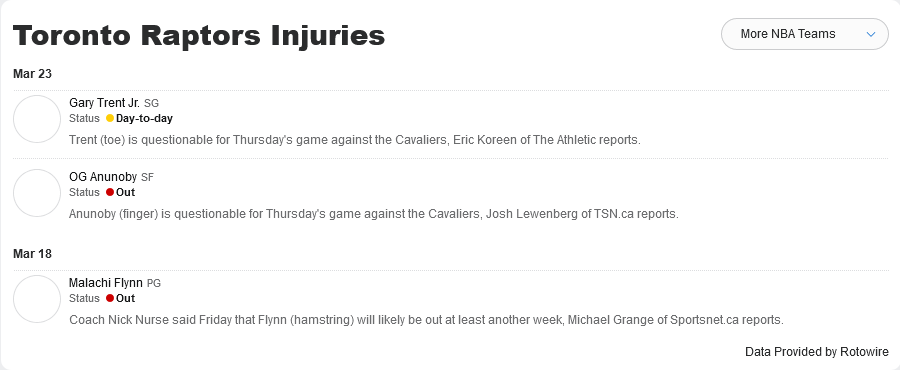 Toronto Raptors Injuries
More NBA Teams
Mar 23
Gary Trent Jr. SG
Status Day-to-day
Trent (toe) is questionable for Thursday's game against the Cavaliers, Eric Koreen of The Athletic reports.
OG Anunoby SF
Status Out
Anunoby (finger) is questionable for Thursday's game against the Cavaliers, Josh Lewenberg of TSN.ca reports.
Mar 18
Malachi Flynn PG
Status Out
Coach Nick Nurse said Friday that Flynn (hamstring) will likely be out at least another week, Michael Grange of Sportsnet.ca reports.
Data Provided by Rotowire